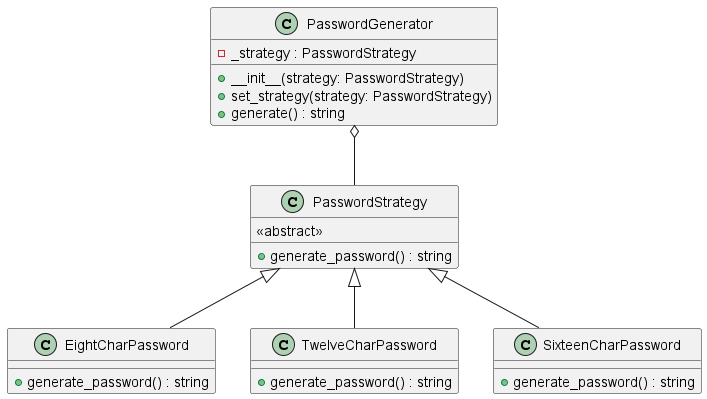 C PasswordGenerator
_strategy : PasswordStrategy
__init__(strategy: PasswordStrategy)
set_strategy(strategy: PasswordStrategy)
generate() : string
C PasswordStrategy
«abstract»
generate_password() : string
C EightCharPassword
generate_password() : string
C TwelveCharPassword
generate_password() : string
C SixteenCharPassword
generate_password() : string